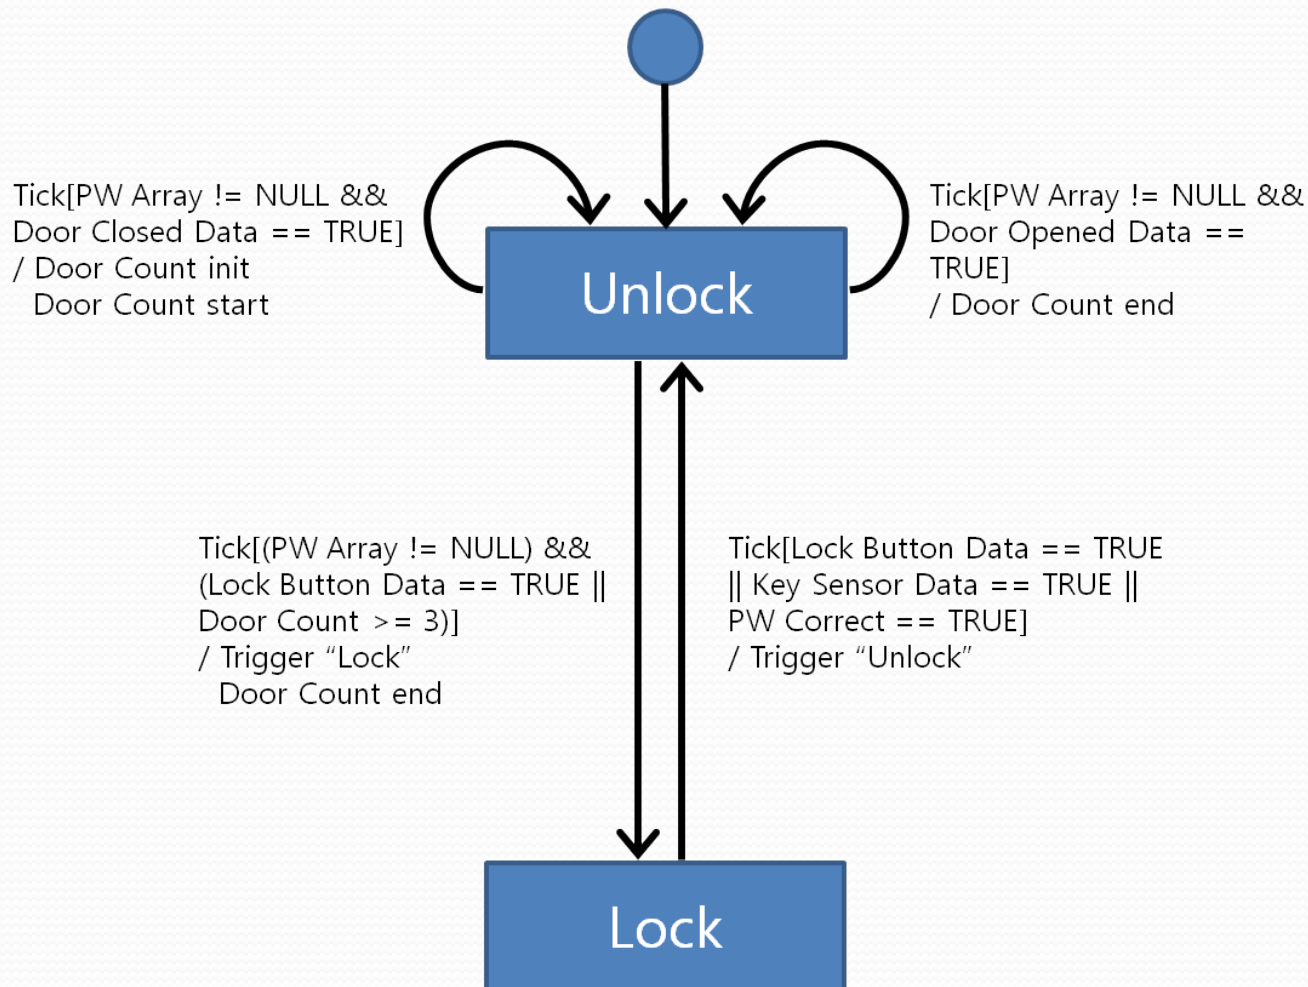 Tick[PW Array != NULL &&
Door Closed Data == TRUE]
/ Door Count init
Door Count start
Tick[PW Array != NULL &&
Door Opened Data ==
TRUE]
/ Door Count end
Unlock
Tick[(PW Array != NULL) &&
(Lock Button Data == TRUE ||
Door Count >= 3)]
/ Trigger “Lock”
Door Count end
Tick[Lock Button Data == TRUE
|| Key Sensor Data == TRUE ||
PW Correct == TRUE]
/ Trigger “Unlock”
Lock